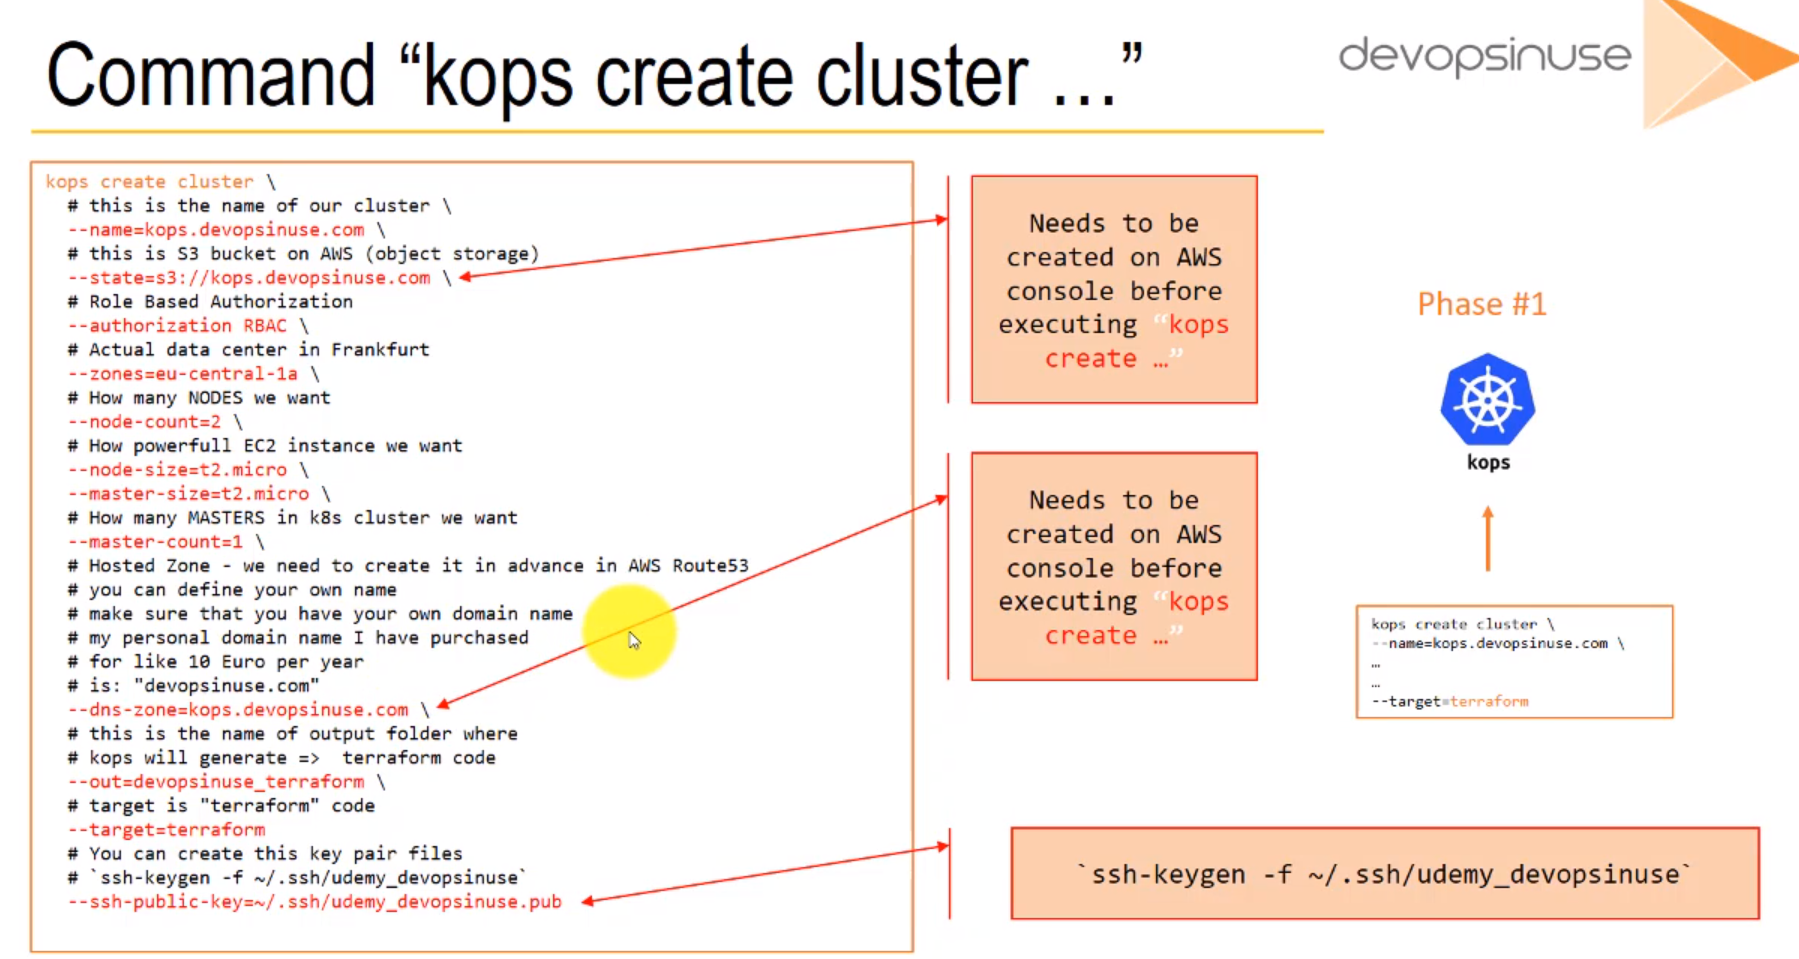 Command “kops create cluster …”
devopsinuse
kops create cluster \
# this is the name of our cluster \
--name=kops.devopsinuse.com \
# this is S3 bucket on AWS (object storage)
--state=s3://kops.devopsinuse.com \
# Role Based Authorization
--authorization RBAC \
# Actual data center in Frankfurt
--zones=eu-central-1a \
# How many NODES we want
--node-count=2 \
# How powerfull EC2 instance we want
--node-size=t2.micro \
--master-size=t2.micro \
# How many MASTERS in k8s cluster we want
--master-count=1 \
# Hosted Zone - we need to create it in advance in AWS Route53
# you can define your own name
# make sure that you have your own domain name
# my personal domain name I have purchased
# for like 10 Euro per year
# is: "devopsinuse.com"
--dns-zone=kops.devopsinuse.com \
# this is the name of output folder where
# kops will generate =>  terraform code
--out=devopsinuse_terraform \
# target is "terraform" code
--target=terraform
# You can create this key pair files
# `ssh-keygen -f ~/.ssh/udemy_devopsinuse`
--ssh-public-key=~/.ssh/udemy_devopsinuse.pub
Needs to be
created on AWS
console before
executing “kops
create …”
Needs to be
created on AWS
console before
executing “kops
create …”
`ssh-keygen -f ~/.ssh/udemy_devopsinuse`
Phase #1
kops
kops create cluster \
--name=kops.devopsinuse.com \
…
…
--target=terraform